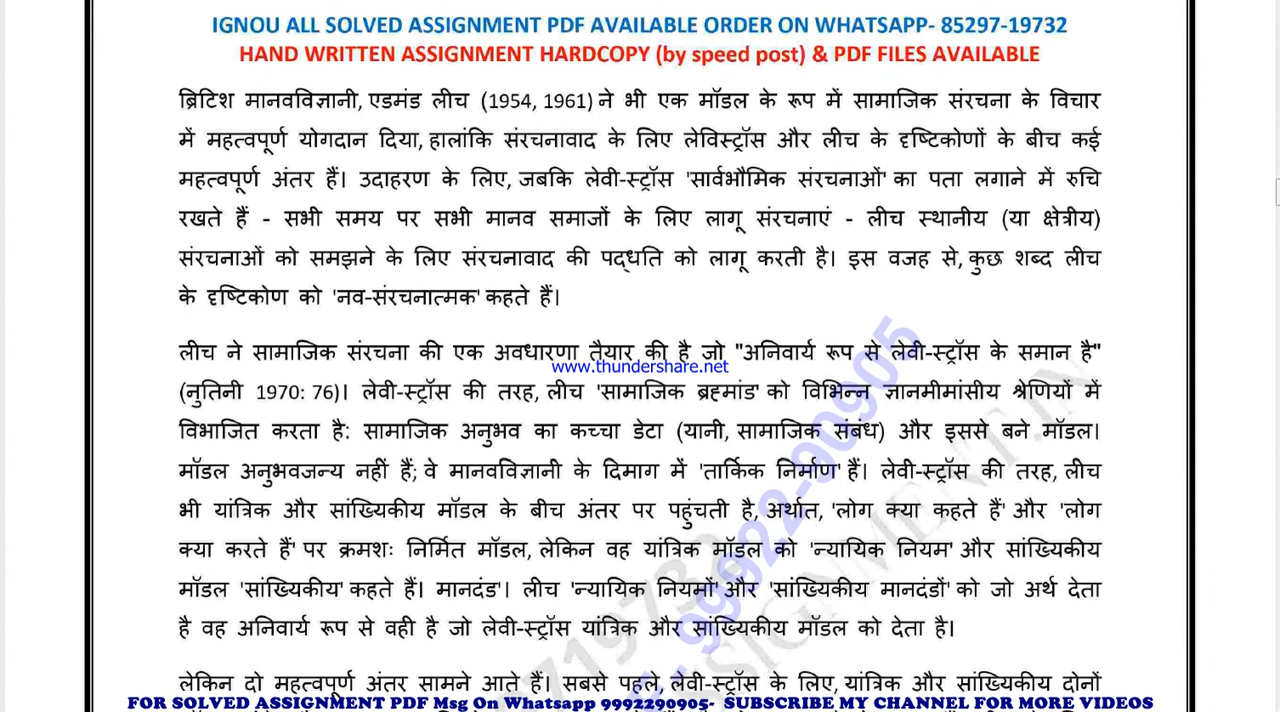 IGNOU ALL SOLVED ASSIGNMENT PDF AVAILABLE ORDER ON WHATSAPP- 85297-19732
HAND WRITTEN ASSIGNMENT HARDCOPY (by speed post) & PDF FILES AVAILABLE
ब्रिटिश मानवविज्ञानी, एडमंड लीच (1954, 1961) ने भी एक मॉडल के रूप में सामाजिक संरचना के विचार
में महत्वपूर्ण योगदान दिया, हालांकि संरचनावाद के लिए लेविस्ट्रॉस और लीच के दृष्टिकोणों के बीच कई
महत्वपूर्ण अंतर हैं। उदाहरण के लिए, जबकि लेवी-स्ट्रॉस 'सार्वभौमिक संरचनाओं' का पता लगाने में रुचि
रखते हैं - सभी समय पर सभी मानव समाजों के लिए लागू संरचनाएं - लीच स्थानीय (या क्षेत्रीय)
संरचनाओं को समझने के लिए संरचनावाद की पद्धति को लागू करती है। इस वजह से, कुछ शब्द लीच
के दृष्टिकोण को 'नव-संरचनात्मक' कहते हैं।
लीच ने सामाजिक संरचना की एक अवधारणा तैयार की है जो "अनिवार्य रूप से लेवी-स्ट्रॉस के समान है"
www.thundershare.net
(नुतिनी 1970: 76)। लेवी-स्ट्रॉस की तरह, लीच 'सामाजिक ब्रह्मांड' को विभिन्न ज्ञानमीमांसीय श्रेणियों में
विभाजित करता है: सामाजिक अनुभव का कच्चा डेटा (यानी, सामाजिक संबंध) और इससे बने मॉडल।
मॉडल अनुभवजन्य नहीं हैं; वे मानवविज्ञानी के दिमाग में 'तार्किक निर्माण' हैं। लेवी-स्ट्रॉस की तरह, लीच
भी यांत्रिक और सांख्यिकीय मॉडल के बीच अंतर पर पहुंचती है, अर्थात, 'लोग क्या कहते हैं' और 'लोग
क्या करते हैं' पर क्रमशः निर्मित मॉडल, लेकिन वह यांत्रिक मॉडल को 'न्यायिक नियम' और सांख्यिकीय
मॉडल 'सांख्यिकीय' कहते हैं। मानदंड'। लीच 'न्यायिक नियमों' और 'सांख्यिकीय मानदंडों' को जो अर्थ देता
है वह अनिवार्य रूप से वही है जो लेवी-स्ट्रॉस यांत्रिक और सांख्यिकीय मॉडल को देता है।
लेकिन दो महत्वपूर्ण अंतर सामने आते हैं। सबसे पहले, लेवी-स्ट्रॉस के लिए, यांत्रिक और सांख्यिकीय दोनों
FOR SOLVED ASSIGNMENT PDF Msg On Whatsapp 9992290905- SUBSCRIBE MY CHANNEL FOR MORE VIDEOS